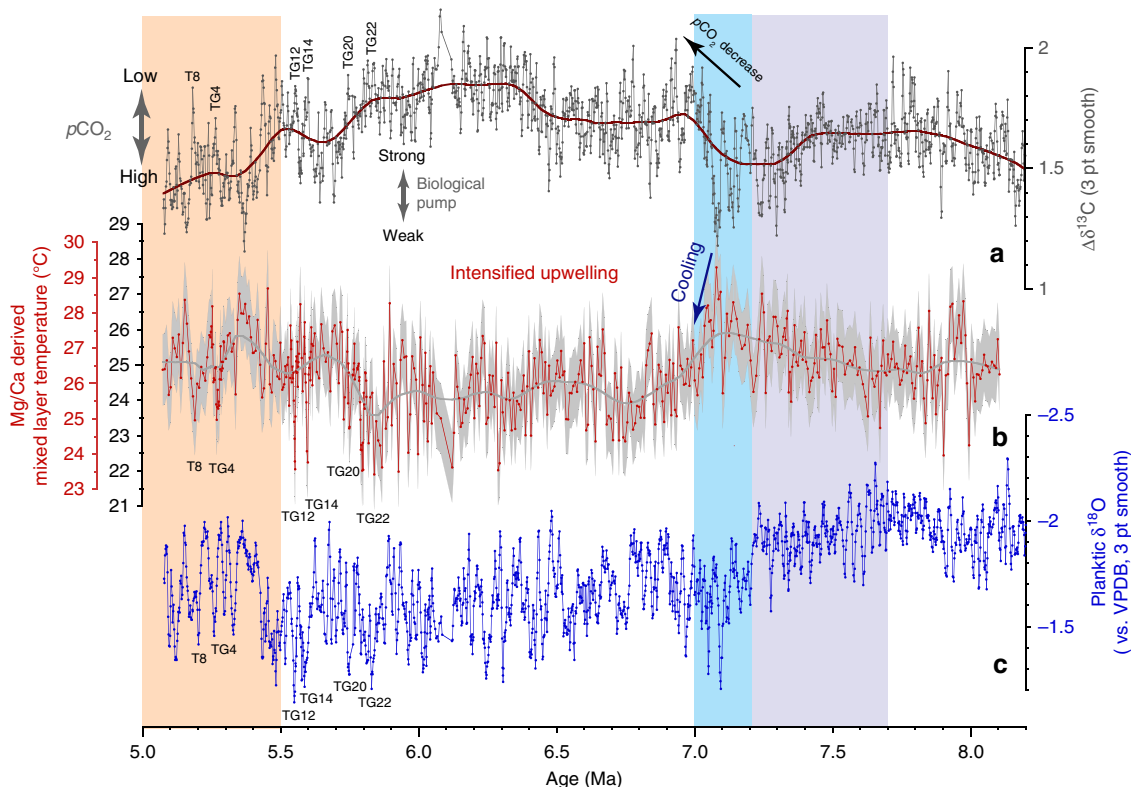 TG12
TG14
TG20
TG22
T8
TG4
pCO2 decrease
2
Low
pCO2
High
Strong
Biological
pump
Weak
1.5
1
Δδ13C (3 pt smooth)
a
29
28
27
26
25
24
23
22
21
30
29
28
27
26
25
24
23
Mg/Ca derived
mixed layer temperature (°C)
Intensified upwelling
Cooling
b
T8
TG4
TG12
TG14
TG20
TG22
−2.5
−2
−1.5
Planktic δ18O
( vs. VPDB, 3 pt smooth)
T8
TG4
TG12
TG14
TG20
TG22
c
5.0
5.5
6.0
6.5
7.0
7.5
8.0
Age (Ma)